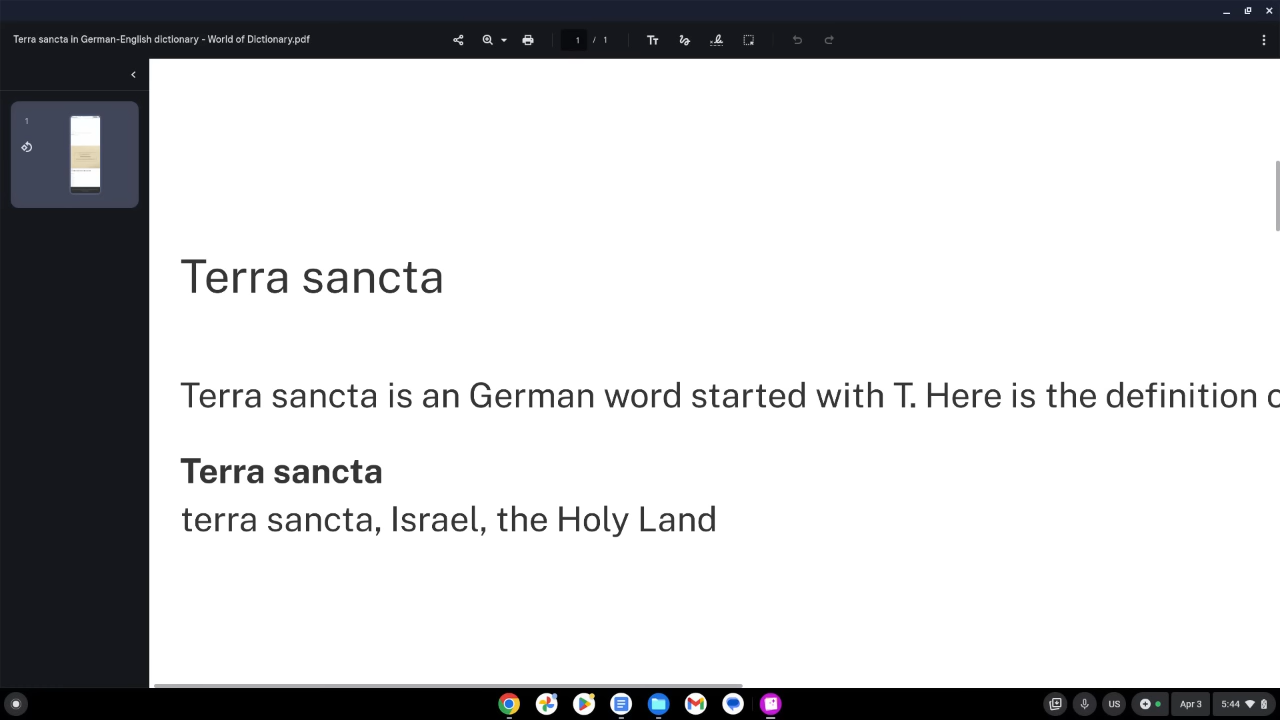 Terra sancta in German-English dictionary - World of Dictionary.pdf
1 / 1
1
Terra sancta
Terra sancta is an German word started with T. Here is the definition
Terra sancta
terra sancta, Israel, the Holy Land
US
Apr 3
5:44